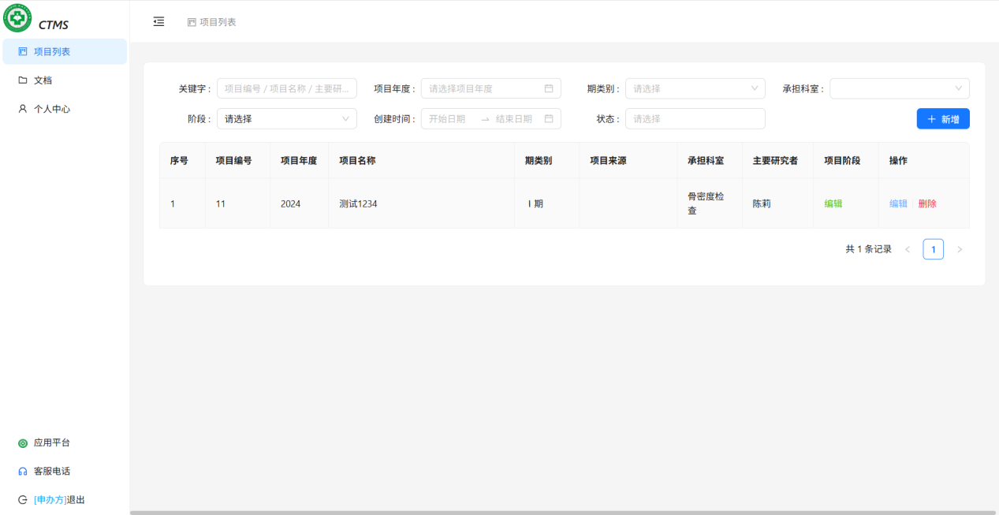 CTMS
项目列表
项目列表
文档
个人中心
关键字 : 项目编号 / 项目名称 / 主要研... 项目年度 : 请选择项目年度 期类别 : 请选择 承担科室 :
阶段 : 请选择 创建时间 : 开始日期 → 结束日期 状态 : 请选择 + 新增
序号 项目编号 项目年度 项目名称 期类别 项目来源 承担科室 主要研究者 项目阶段 操作
1 11 2024 测试1234 Ⅰ期 骨密度检查 陈莉 编辑 编辑 删除
共 1 条记录 < 1 >
应用平台
客服电话
[申办方]退出